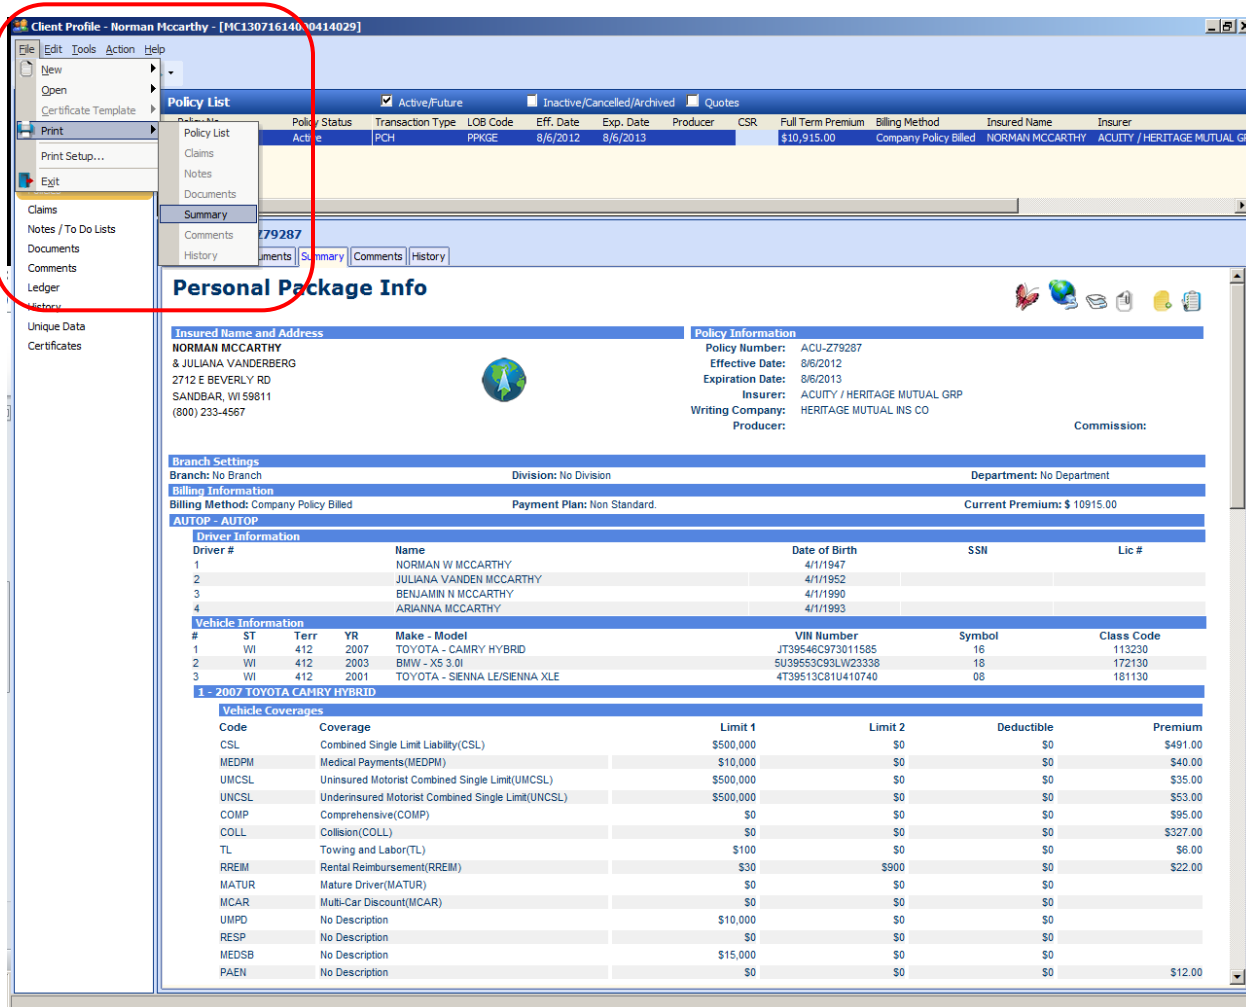 Client Profile - Norman Mccarthy - [MC13071614000414029]
File Edit Tools Action Help
New
Open
Certificate Template
Print
Print Setup...
Exit
Policy List
Claims
Notes
Documents
Summary
Comments
History
Policy List Active/Future Inactive/Cancelled/Archived Quotes
Policy Status Transaction Type LOB Code Eff. Date Exp. Date Producer CSR Full Term Premium Billing Method Insured Name Insurer
Active PCH PPKGE 8/6/2012 8/6/2013 $10,915.00 Company Policy Billed NORMAN MCCARTHY ACUITY / HERITAGE MUTUAL GR
Claims
Notes / To Do Lists
Documents
Comments
Ledger
History
Unique Data
Certificates
Z79287
uments Summary Comments History
Personal Package Info
Insured Name and Address
NORMAN MCCARTHY
& JULIANA VANDERBERG
2712 E BEVERLY RD
SANDBAR, WI 59811
(800) 233-4567
Policy Information
Policy Number: ACU-Z79287
Effective Date: 8/6/2012
Expiration Date: 8/6/2013
Insurer: ACUITY / HERITAGE MUTUAL GRP
Writing Company: HERITAGE MUTUAL INS CO
Producer: Commission:
Branch Settings
Branch: No Branch Division: No Division Department: No Department
Billing Information
Billing Method: Company Policy Billed Payment Plan: Non Standard. Current Premium: $ 10915.00
AUTOP - AUTOP
Driver Information
Driver # Name Date of Birth SSN Lic #
1 NORMAN W MCCARTHY 4/1/1947
2 JULIANA VANDEN MCCARTHY 4/1/1952
3 BENJAMIN N MCCARTHY 4/1/1990
4 ARIANNA MCCARTHY 4/1/1993
Vehicle Information
# ST Terr YR Make - Model VIN Number Symbol Class Code
1 WI 412 2007 TOYOTA - CAMRY HYBRID JT39546C973011585 16 113230
2 WI 412 2003 BMW - X5 3.0I 5U39553C93LW23338 18 172130
3 WI 412 2001 TOYOTA - SIENNA LE/SIENNA XLE 4T39513C81U410740 08 181130
1 - 2007 TOYOTA CAMRY HYBRID
Vehicle Coverages
Code Coverage Limit 1 Limit 2 Deductible Premium
CSL Combined Single Limit Liability(CSL) $500,000 $0 $0 $491.00
MEDPM Medical Payments(MEDPM) $10,000 $0 $0 $40.00
UMCSL Uninsured Motorist Combined Single Limit(UMCSL) $500,000 $0 $0 $35.00
UNCSL Underinsured Motorist Combined Single Limit(UNCSL) $500,000 $0 $0 $53.00
COMP Comprehensive(COMP) $0 $0 $0 $95.00
COLL Collision(COLL) $0 $0 $0 $327.00
TL Towing and Labor(TL) $100 $0 $0 $6.00
RREIM Rental Reimbursement(RREIM) $30 $900 $0 $22.00
MATUR Mature Driver(MATUR) $0 $0 $0
MCAR Multi-Car Discount(MCAR) $0 $0 $0
UMPD No Description $10,000 $0 $0
RESP No Description $0 $0 $0
MEDSB No Description $15,000 $0 $0
PAEN No Description $0 $0 $0 $12.00